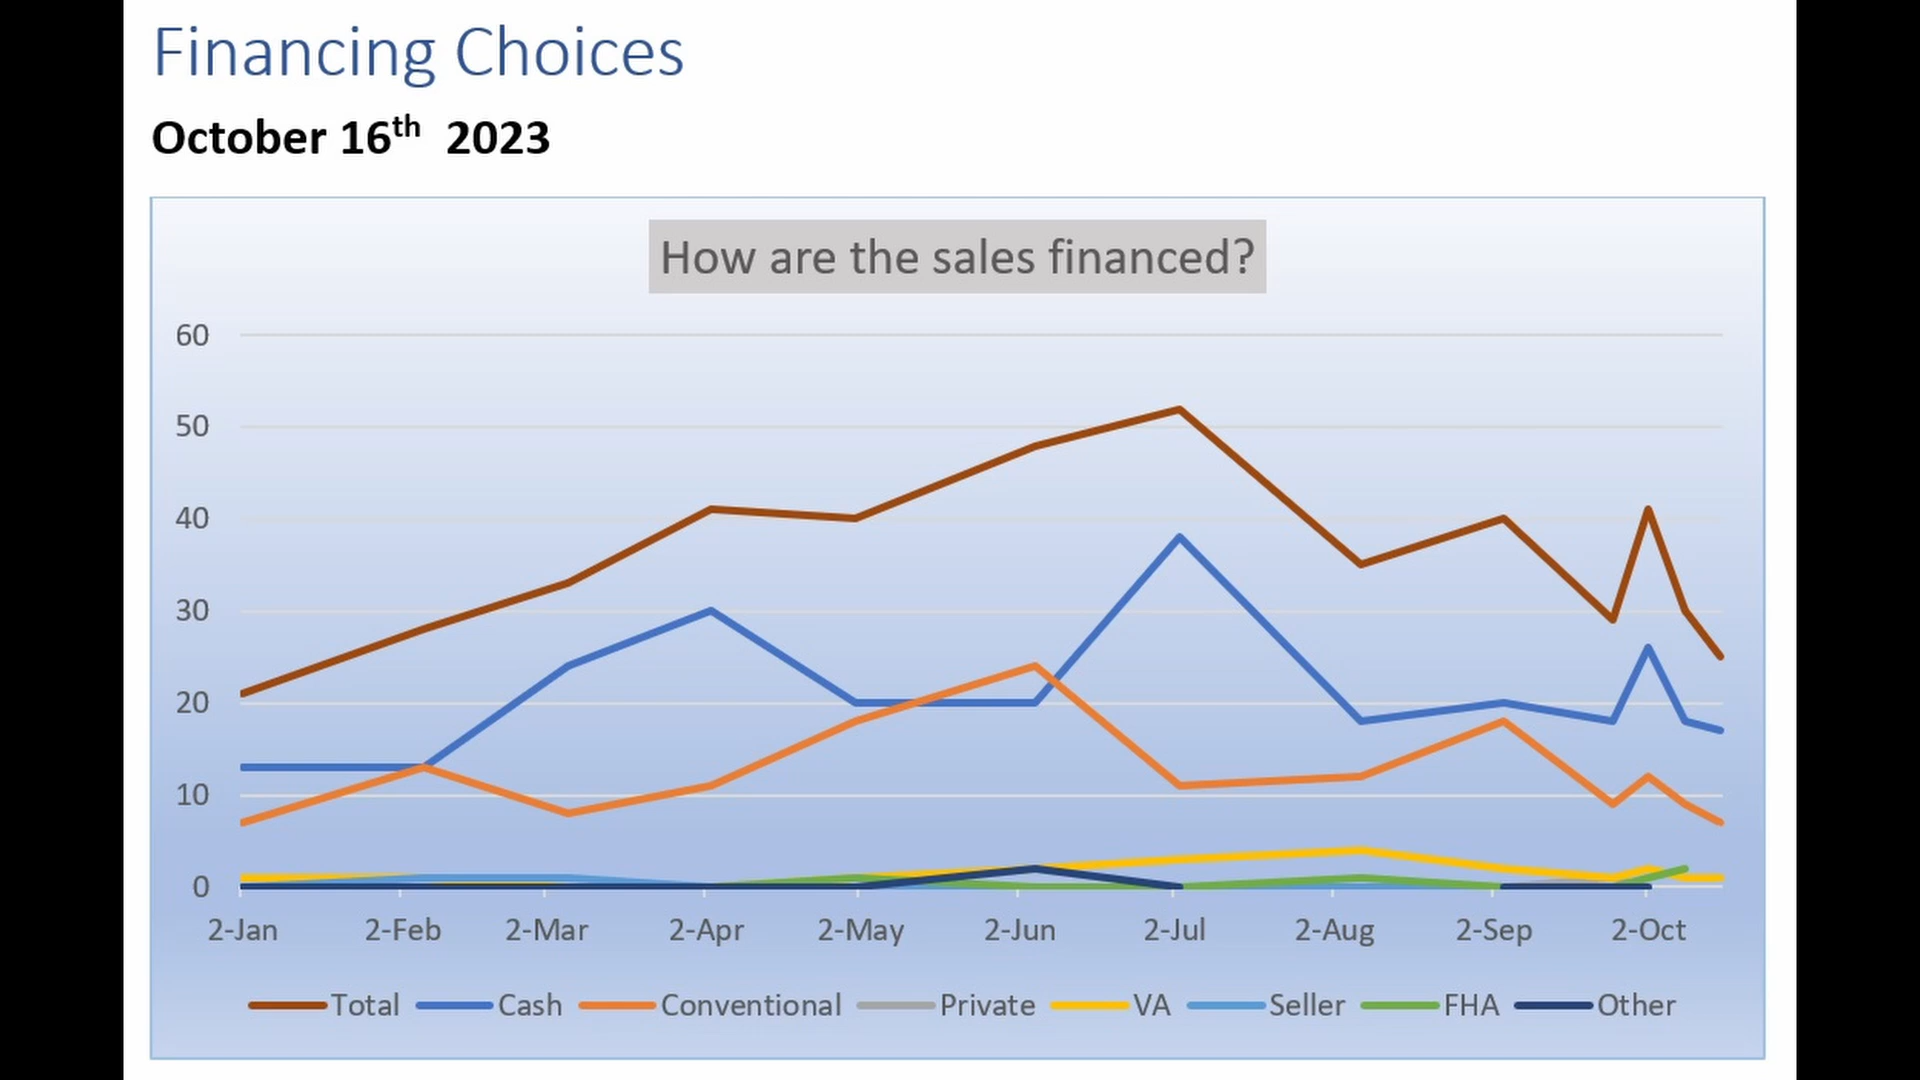 Financing Choices
October 16th 2023
How are the sales financed?
60
50
40
30
20
10
0
2-Jan 2-Feb 2-Mar 2-Apr 2-May 2-Jun 2-Jul 2-Aug 2-Sep 2-Oct
Total Cash Conventional Private VA Seller FHA Other